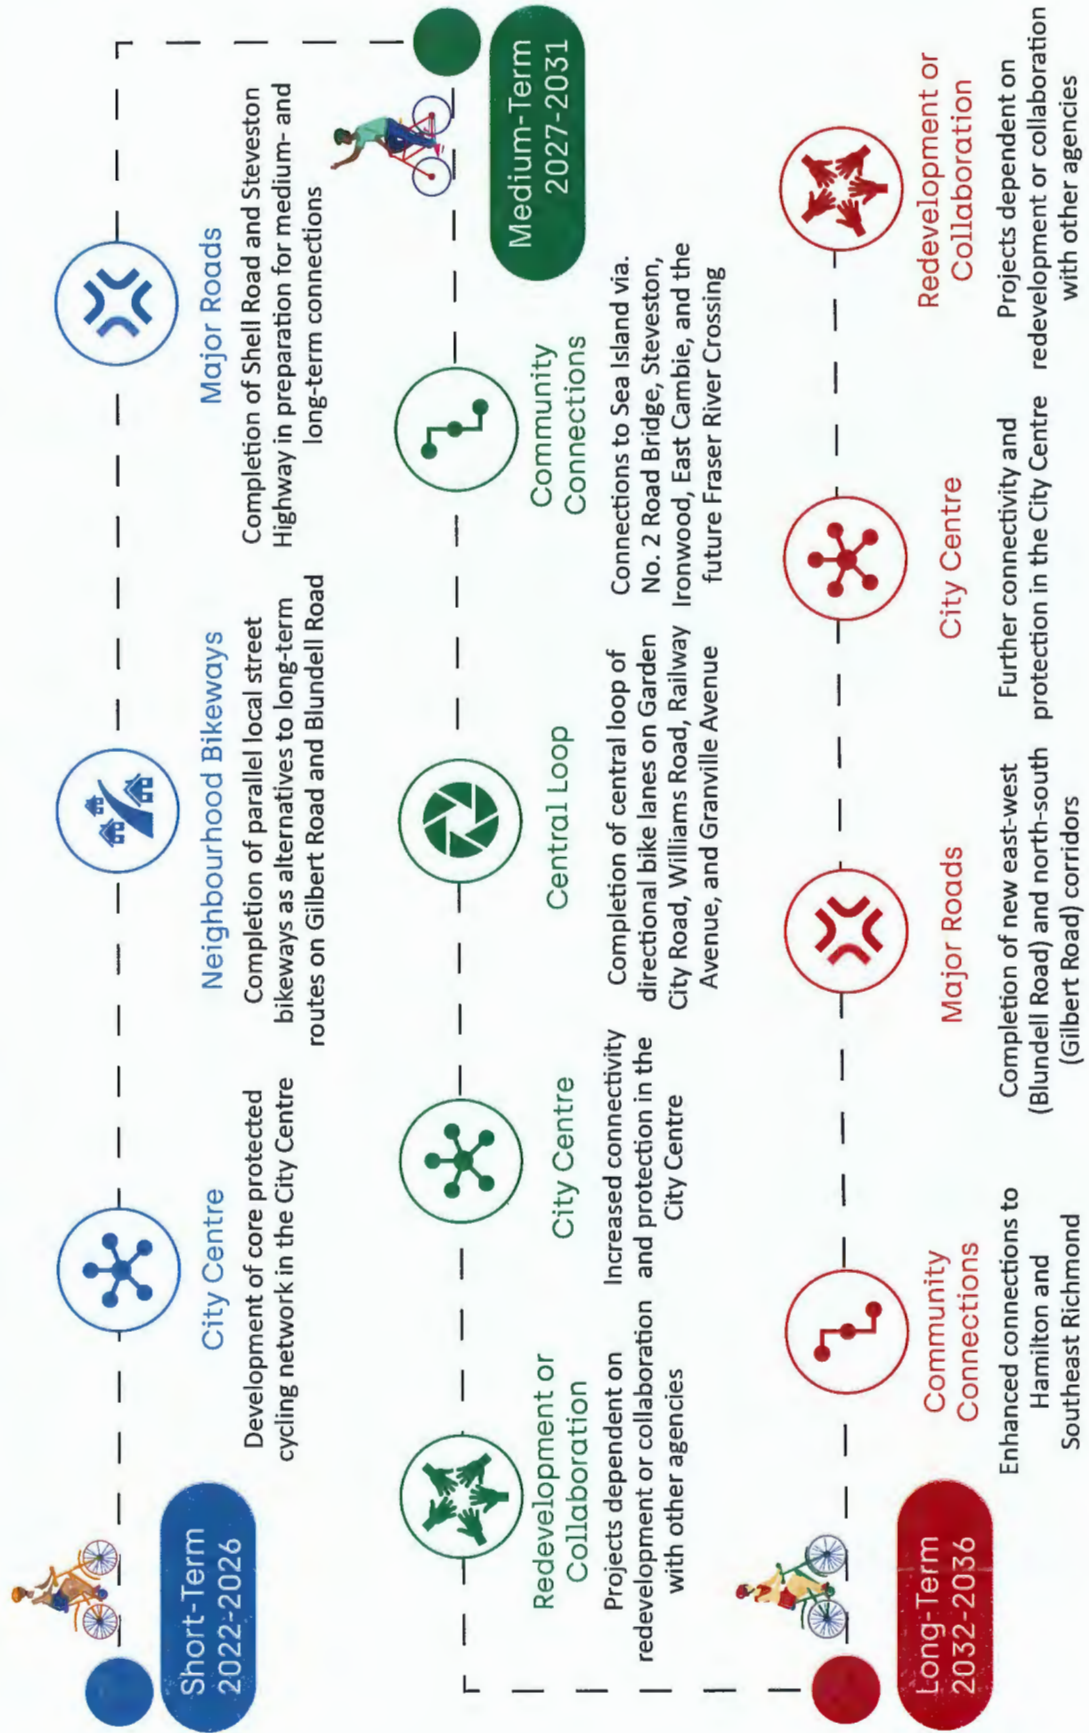 Short-Term
2022-2026
City Centre
Development of core protected
cycling network in the City Centre
Neighbourhood Bikeways
Completion of parallel local street
bikeways as alternatives to long-term
routes on Gilbert Road and Blundell Road
Major Roads
Completion of Shell Road and Steveston
Highway in preparation for medium- and
long-term connections
Medium-Term
2027-2031
Community
Connections
Connections to Sea Island via.
No. 2 Road Bridge, Steveston,
Ironwood, East Cambie, and the
future Fraser River Crossing
Central Loop
Completion of central loop of
directional bike lanes on Garden
City Road, Williams Road, Railway
Avenue, and Granville Avenue
City Centre
Increased connectivity
and protection in the
City Centre
Redevelopment or
Collaboration
Projects dependent on
redevelopment or collaboration
with other agencies
Long-Term
2032-2036
Community
Connections
Enhanced connections to
Hamilton and
Southeast Richmond
Major Roads
Completion of new east-west
(Blundell Road) and north-south
(Gilbert Road) corridors
City Centre
Further connectivity and
protection in the City Centre
Redevelopment or
Collaboration
Projects dependent on
redevelopment or collaboration
with other agencies